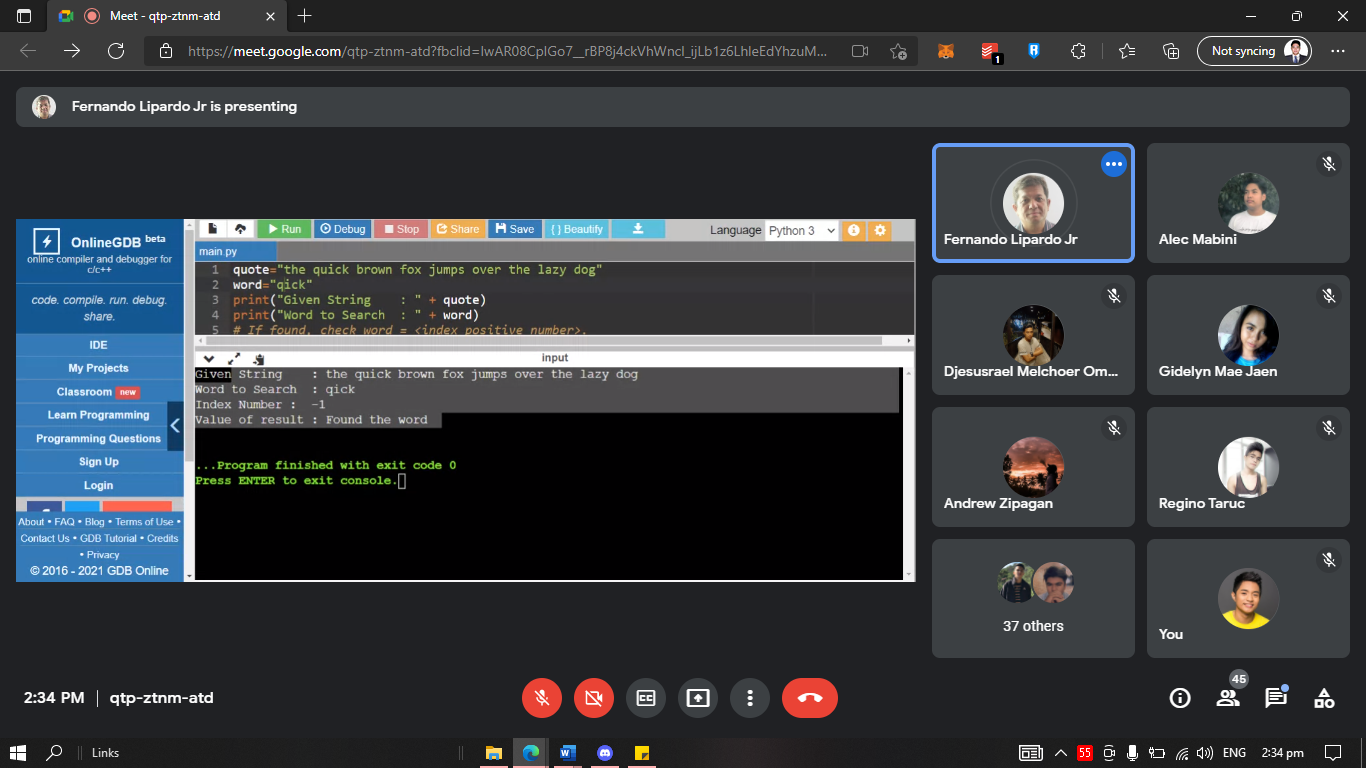 Meet - qtp-ztnm-atd
https://meet.google.com/qtp-ztnm-atd?fbclid=IwAR08CpIGo7__rBP8j4ckVhWncI_ijLb1z6LhIeEdYhzuM...
1
Not syncing
Fernando Lipardo Jr is presenting
OnlineGDB beta
online compiler and debugger for
c/c++
code. compile. run. debug.
share.
IDE
My Projects
Classroom new
Learn Programming
Programming Questions
Sign Up
Login
About • FAQ • Blog • Terms of Use •
Contact Us • GDB Tutorial • Credits
• Privacy
© 2016 - 2021 GDB Online
Run Debug Stop Share Save { } Beautify
Language Python 3
main.py
1 quote="the quick brown fox jumps over the lazy dog"
2 word="qick"
3 print("Given String    : " + quote)
4 print("Word to Search  : " + word)
5 # If found, check word = <index positive number>.
input
Given String    : the quick brown fox jumps over the lazy dog
Word to Search  : qick
Index Number :  -1
Value of result : Found the word
...Program finished with exit code 0
Press ENTER to exit console.
Fernando Lipardo Jr
Alec Mabini
Djesusrael Melchoer Om...
Gidelyn Mae Jaen
Andrew Zipagan
Regino Taruc
37 others
You
2:34 PM | qtp-ztnm-atd
45
Links
55
ENG
2:34 pm